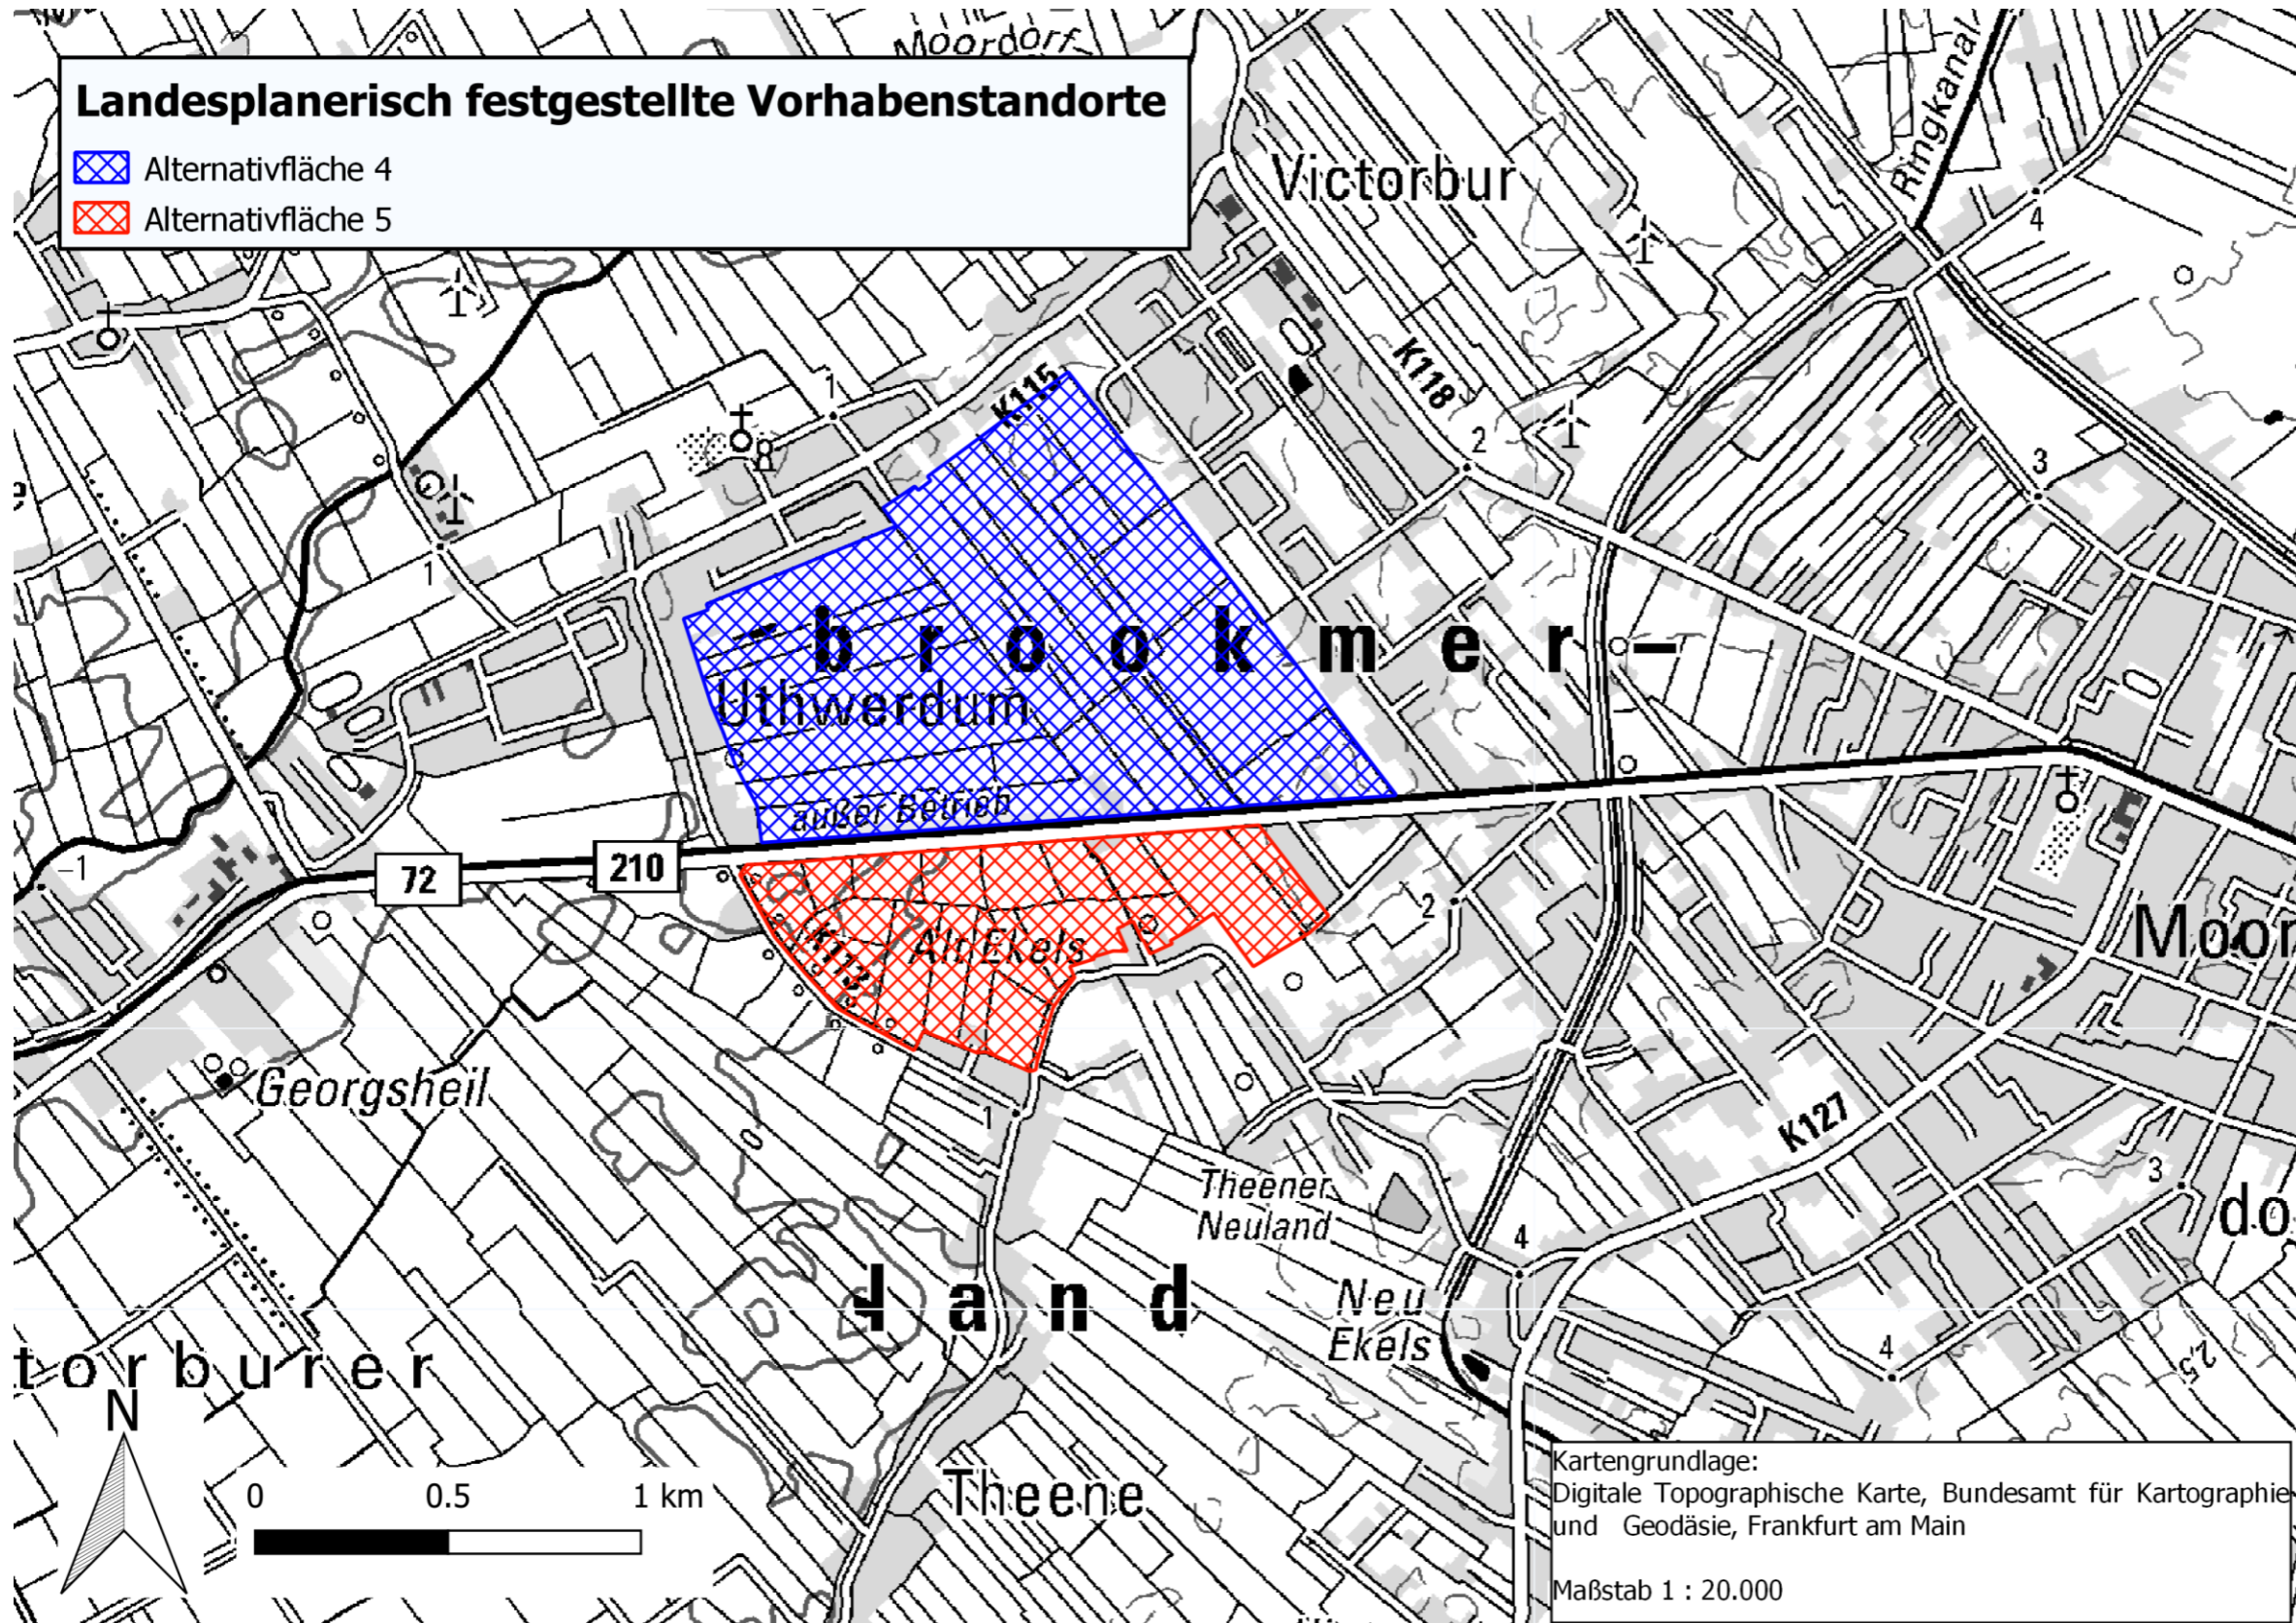 Moordorf
Landesplanerisch festgestellte Vorhabenstandorte
Alternativfläche 4
Alternativfläche 5
Victorbur
Ringkanal
4
K115
K118
1
2
3
1
brookmer-
Uthwerdum
außer Betrieb
72
210
-1
2
Alt Ekels
K113
Moor
Georgsheil
1
K127
Theener
Neuland
3
do
4
Neu
Ekels
land
4
2,5
torburer
N
0 0.5 1 km
Theene
Kartengrundlage:
Digitale Topographische Karte, Bundesamt für Kartographie
und Geodäsie, Frankfurt am Main
Maßstab 1 : 20.000